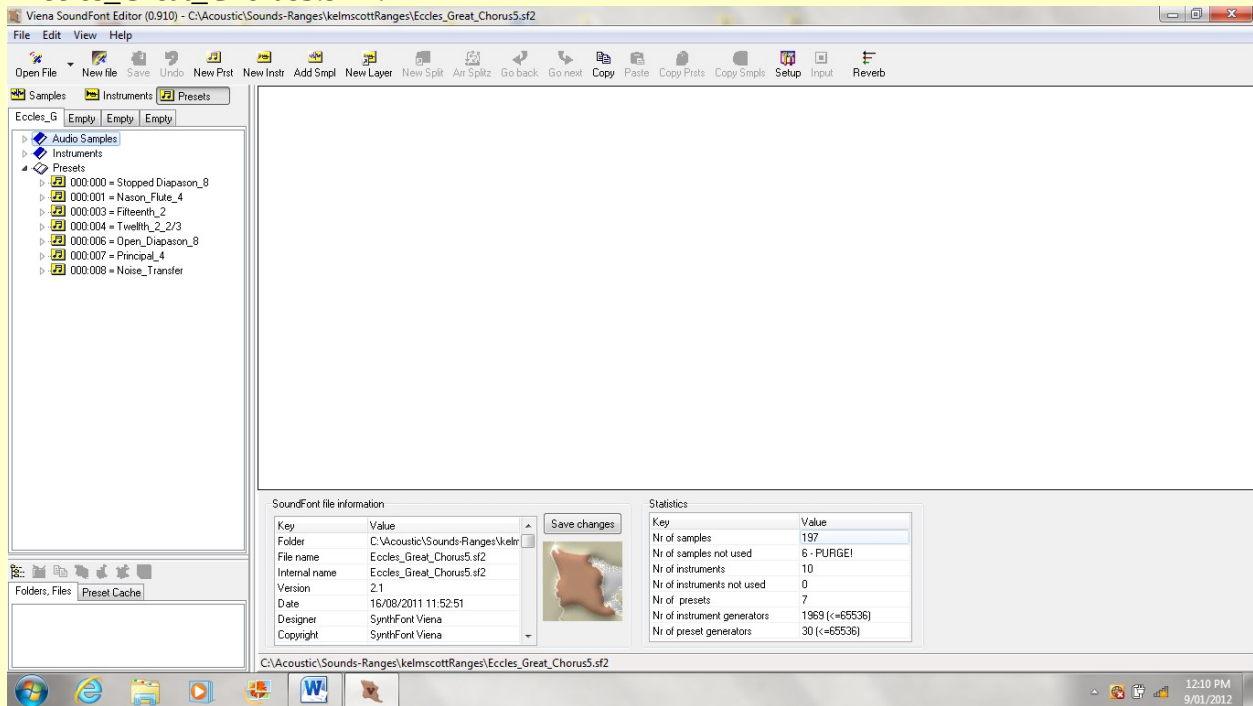 Viena SoundFont Editor (0.910) - C:\Acoustic\Sounds-Ranges\kelmscottRanges\Eccles_Great_Chorus5.sf2
File Edit View Help
Open File New file Save Undo New Prst New Instr Add Smpl New Layer New Split Arr Splitz Go back Go next Copy Paste Copy Prsts Copy Smpls Setup Input Reverb
Samples Instruments Presets
Eccles_G Empty Empty Empty
Audio Samples
Instruments
Presets
000:000 = Stopped Diapason_8
000:001 = Nason_Flute_4
000:003 = Fifteenth_2
000:004 = Twelfth_2_2/3
000:006 = Open_Diapason_8
000:007 = Principal_4
000:008 = Noise_Transfer
Folders, Files Preset Cache
SoundFont file information
Key Value
Folder C:\Acoustic\Sounds-Ranges\kelm
File name Eccles_Great_Chorus5.sf2
Internal name Eccles_Great_Chorus5.sf2
Version 2.1
Date 16/08/2011 11:52:51
Designer SynthFont Viena
Copyright SynthFont Viena
Save changes
Statistics
Key Value
Nr of samples 197
Nr of samples not used 6 - PURGE!
Nr of instruments 10
Nr of instruments not used 0
Nr of presets 7
Nr of instrument generators 1969 (<=65536)
Nr of preset generators 30 (<=65536)
C:\Acoustic\Sounds-Ranges\kelmscottRanges\Eccles_Great_Chorus5.sf2
12:10 PM
9/01/2012